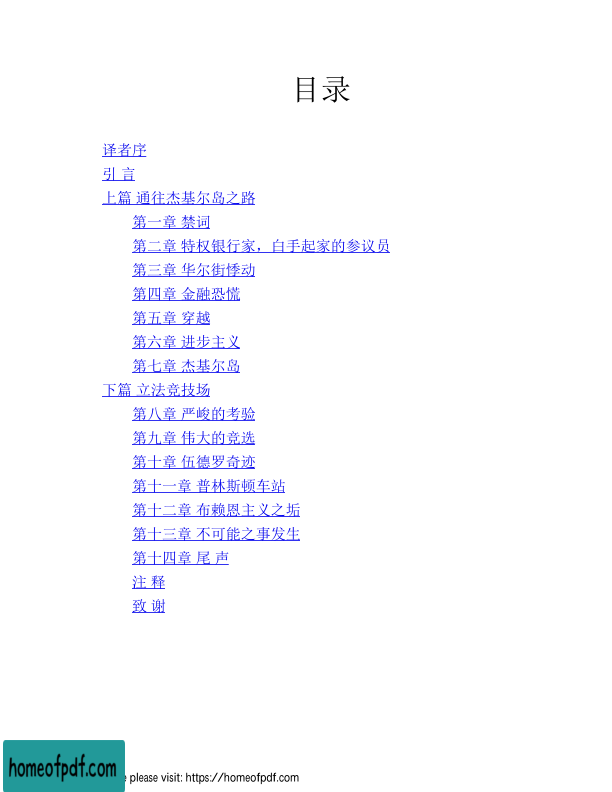 目录
译者序
引 言
上篇 通往杰基尔岛之路
第一章 禁词
第二章 特权银行家，白手起家的参议员
第三章 华尔街悸动
第四章 金融恐慌
第五章 穿越
第六章 进步主义
第七章 杰基尔岛
下篇 立法竞技场
第八章 严峻的考验
第九章 伟大的竞选
第十章 伍德罗奇迹
第十一章 普林斯顿车站
第十二章 布赖恩主义之垢
第十三章 不可能之事发生
第十四章 尾 声
注 释
致 谢
homeofpdf.com
please visit: https://homeofpdf.com